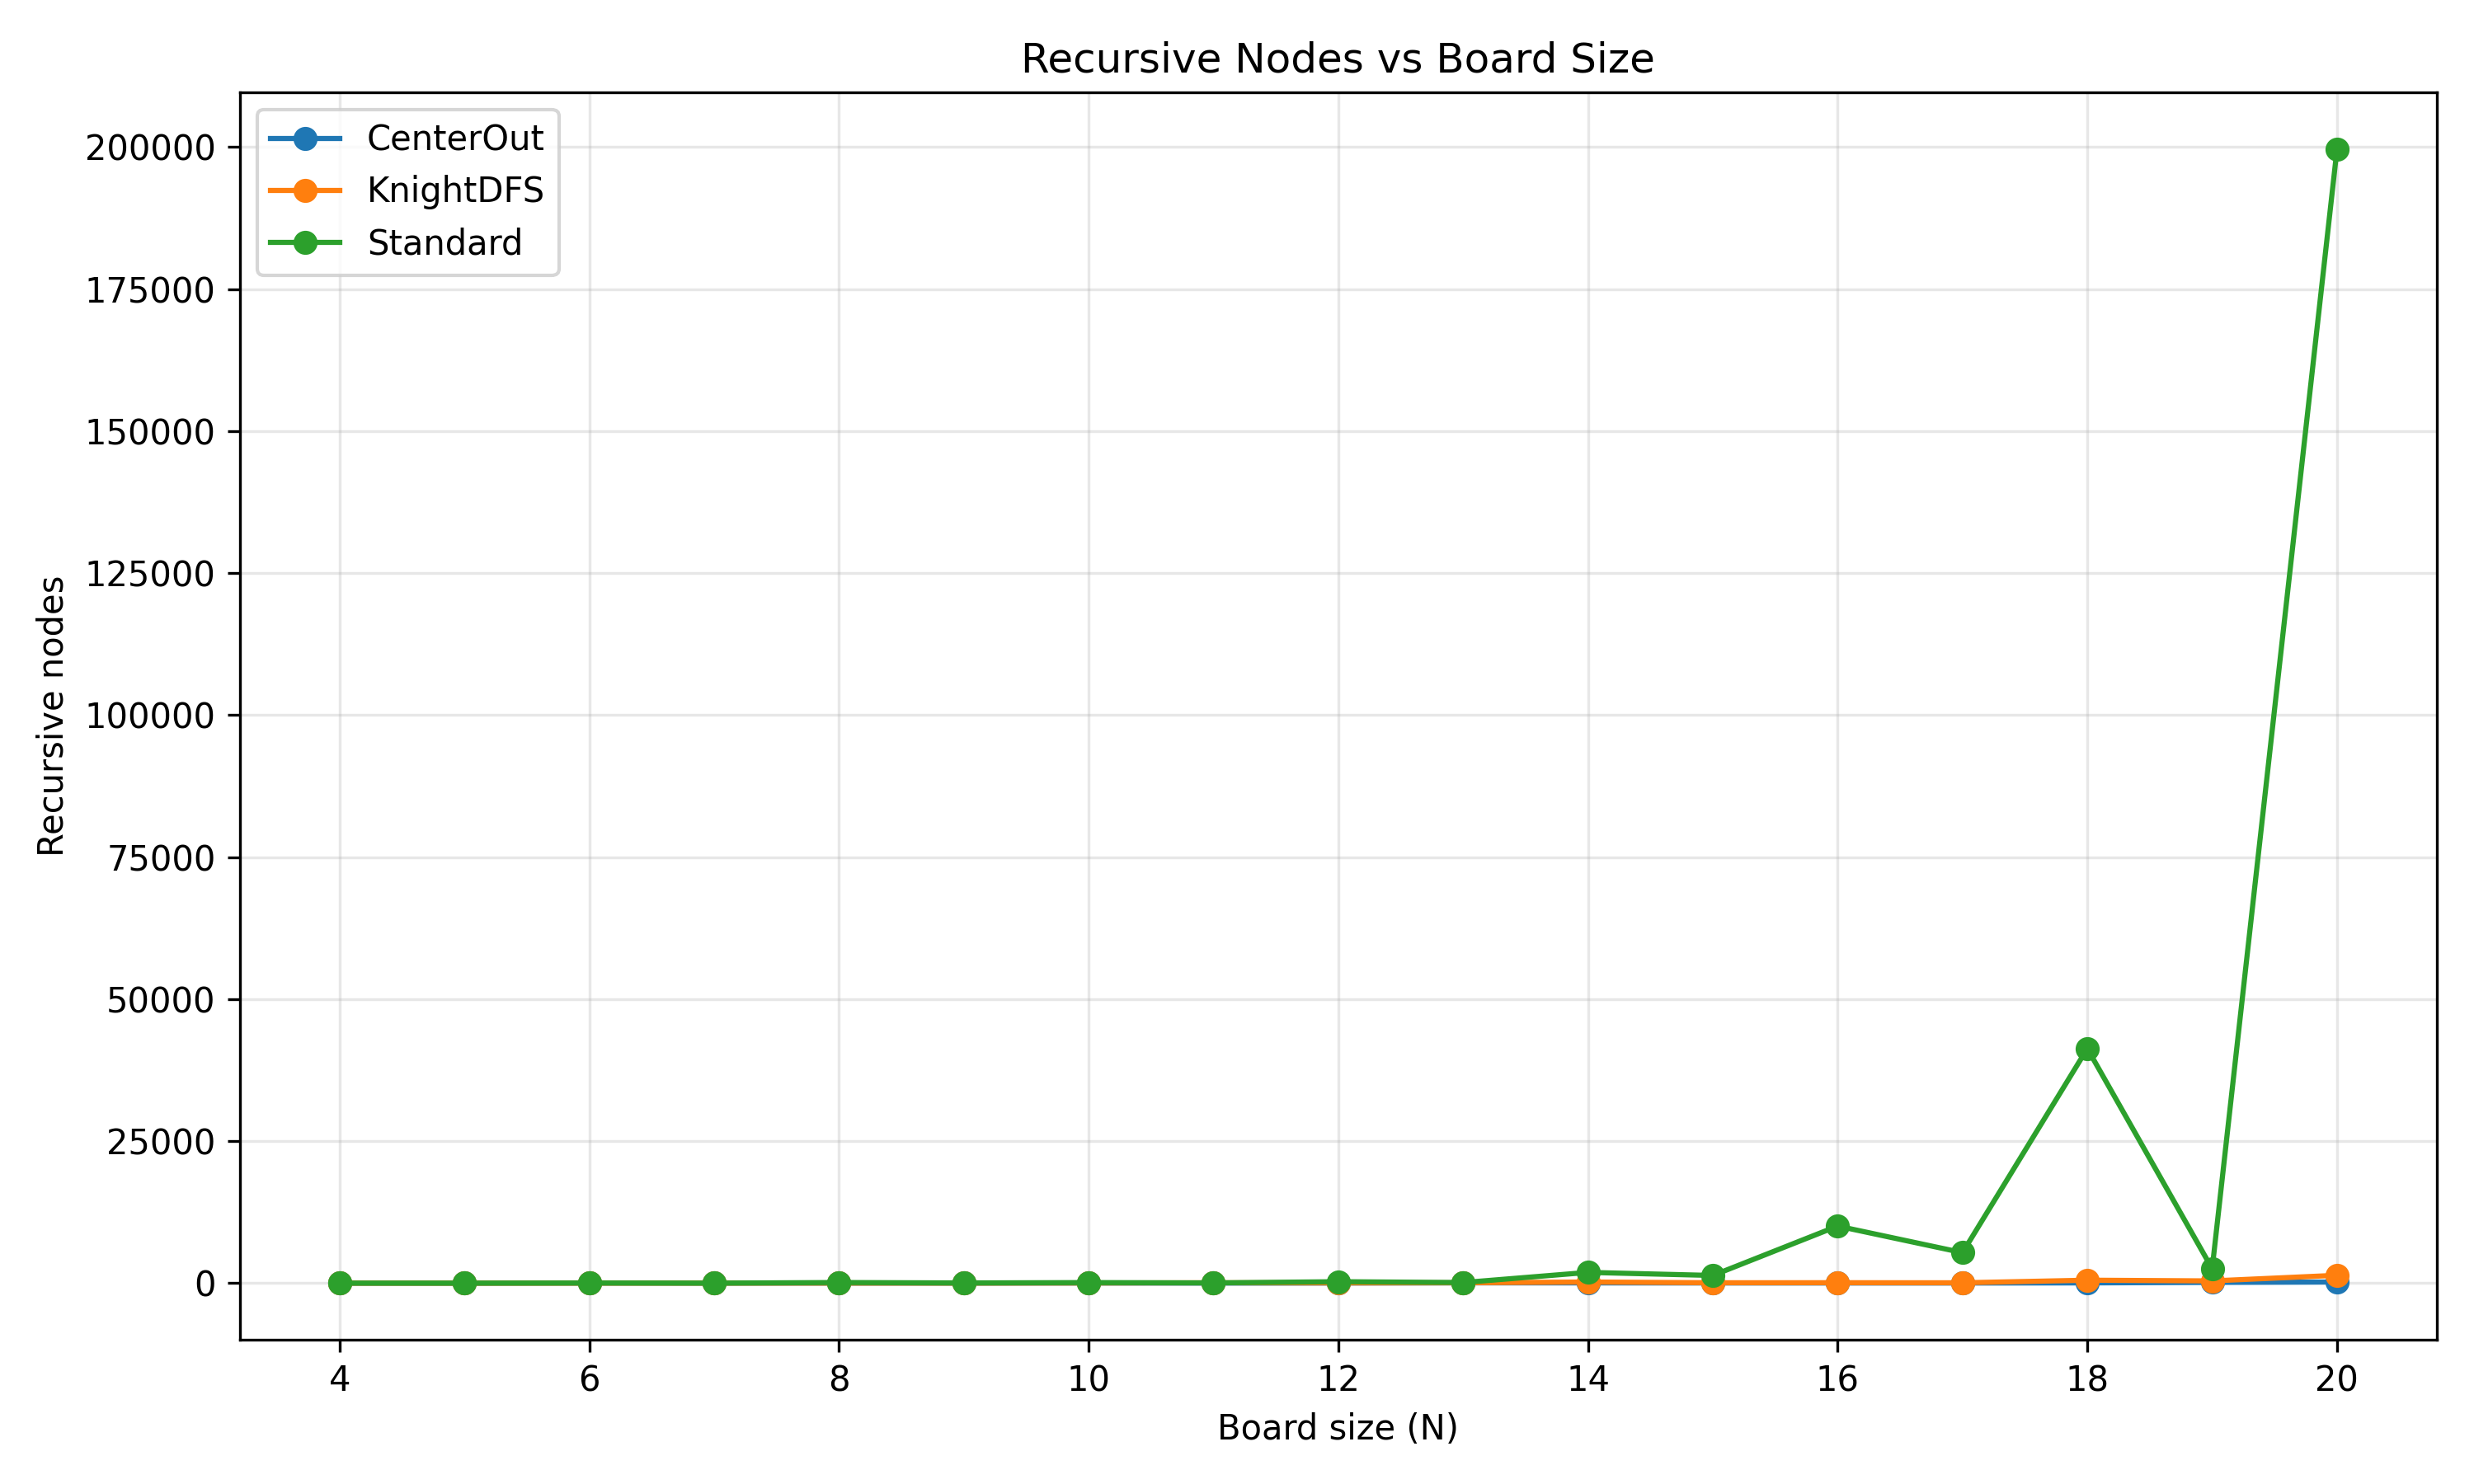 Recursive Nodes vs Board Size
CenterOut
KnightDFS
Standard
200000
175000
150000
125000
100000
75000
50000
25000
0
Recursive nodes
4 6 8 10 12 14 16 18 20
Board size (N)